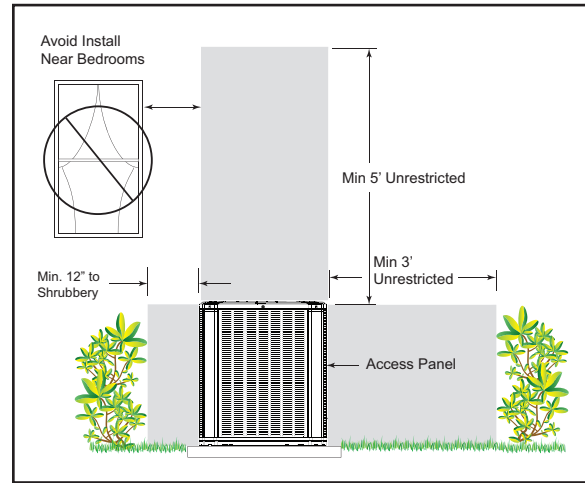 Avoid Install
Near Bedrooms
Min 5’ Unrestricted
Min 3’
Unrestricted
Min. 12” to
Shrubbery
Access Panel